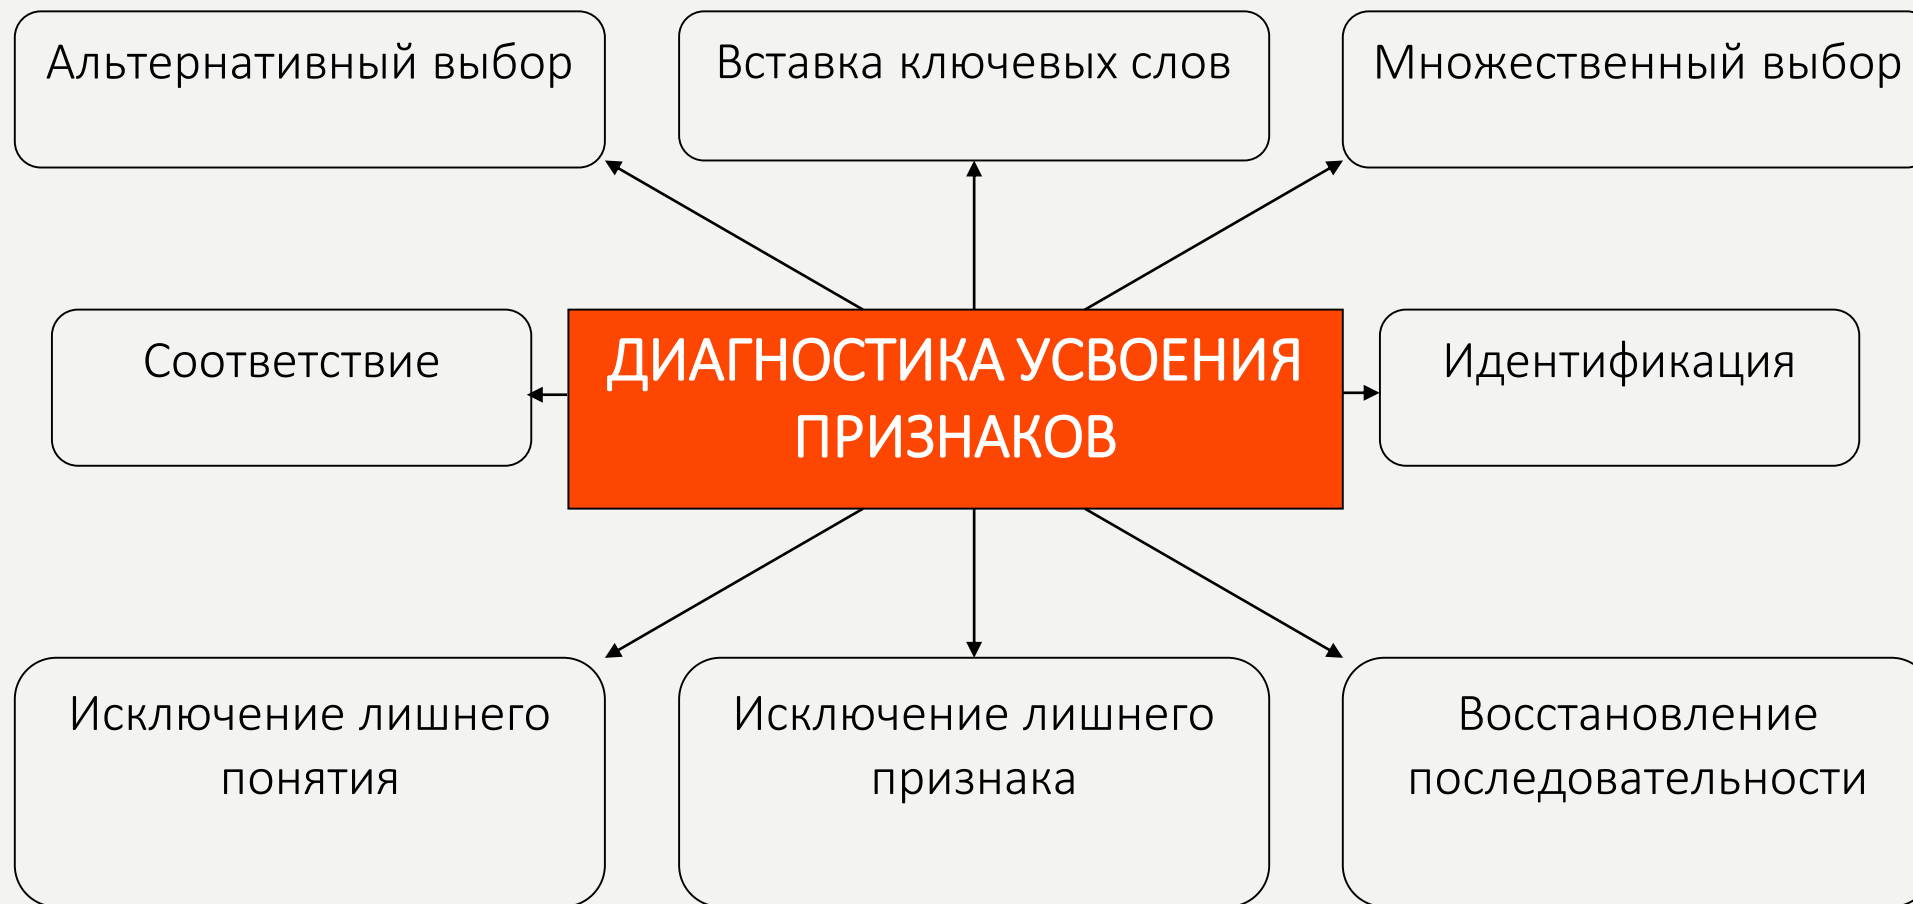 Альтернативный выбор
Вставка ключевых слов
Множественный выбор
Соответствие
ДИАГНОСТИКА УСВОЕНИЯ
ПРИЗНАКОВ
Идентификация
Исключение лишнего
понятия
Исключение лишнего
признака
Восстановление
последовательности